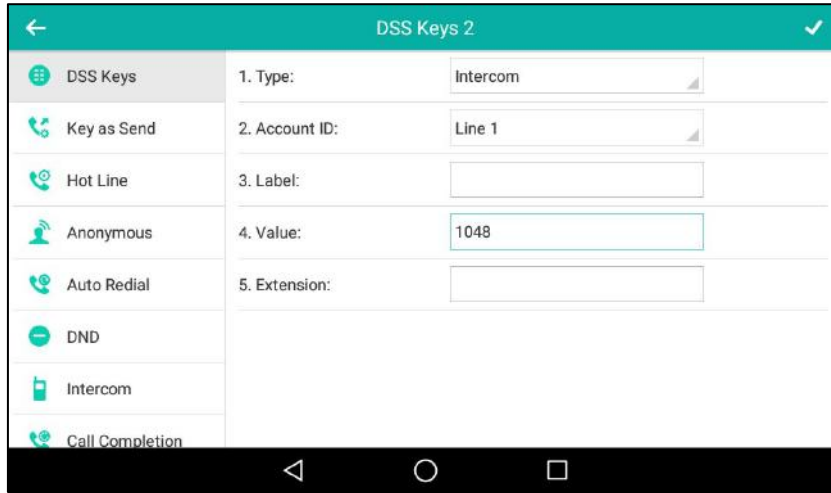 DSS Keys 2
DSS Keys
1. Type: Intercom
Key as Send
2. Account ID: Line 1
Hot Line
3. Label:
Anonymous
4. Value: 1048
Auto Redial
5. Extension:
DND
Intercom
Call Completion